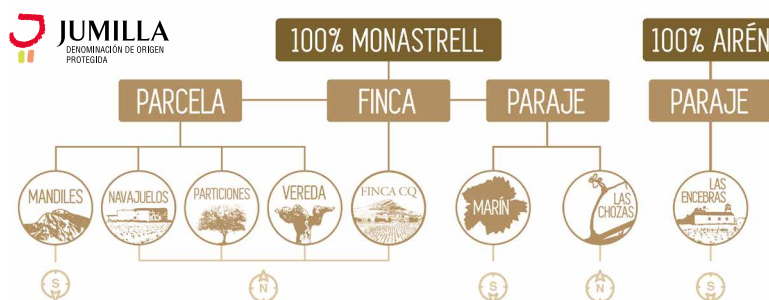 JUMILLA
DENOMINACIÓN DE ORIGEN
PROTEGIDA
100% MONASTRELL
100% AIRÉN
PARCELA
FINCA
PARAJE
PARAJE
MANDILES
NAVAJUELOS
PARTICIONES
VEREDA
FINCA CQ
MARÍN
LAS
CHOZAS
LAS
ENCEBRAS
S
N
S
N
S